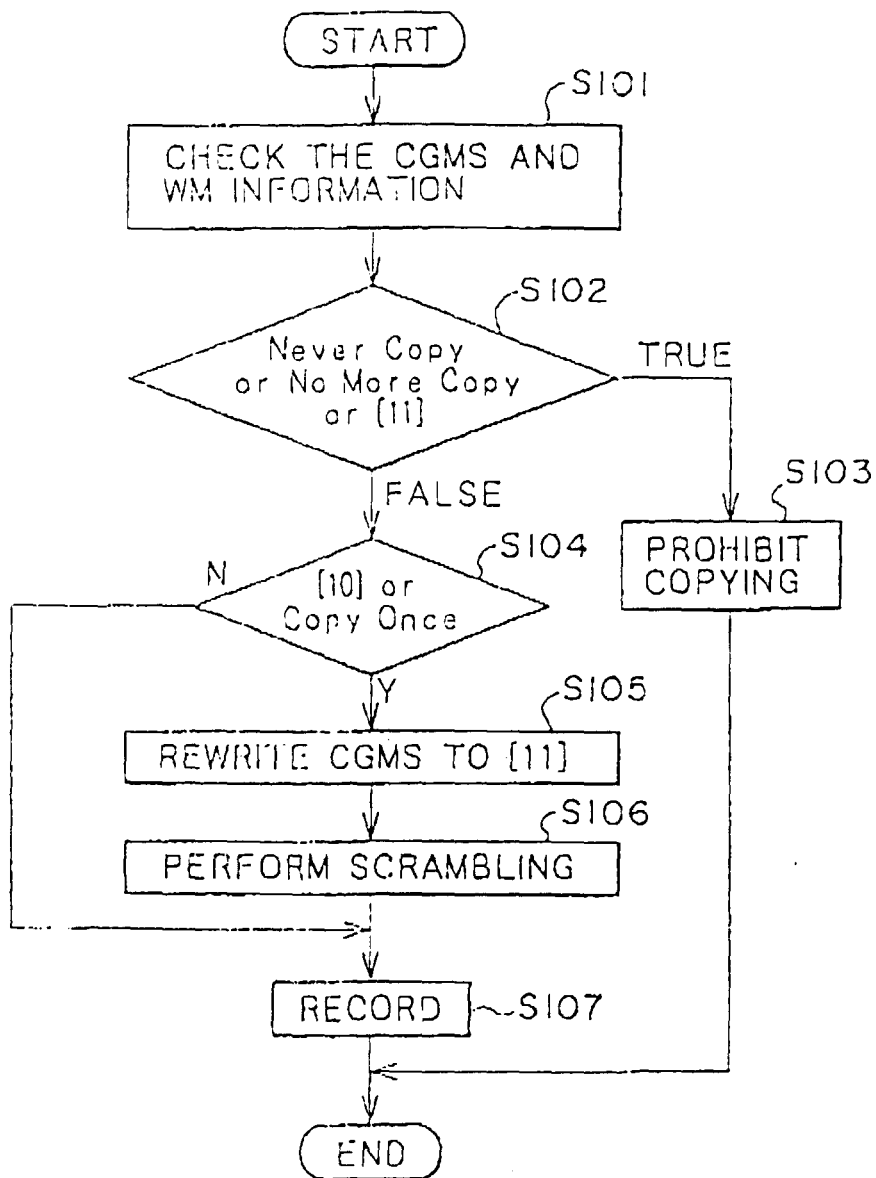 START
S101
CHECK THE CGMS AND
WM INFORMATION
S102
Never Copy
or No More Copy
or [11]
TRUE
FALSE
S103
PROHIBIT
COPYING
S104
N
[10] or
Copy Once
Y
S105
REWRITE CGMS TO [11]
S106
PERFORM SCRAMBLING
RECORD
S107
END